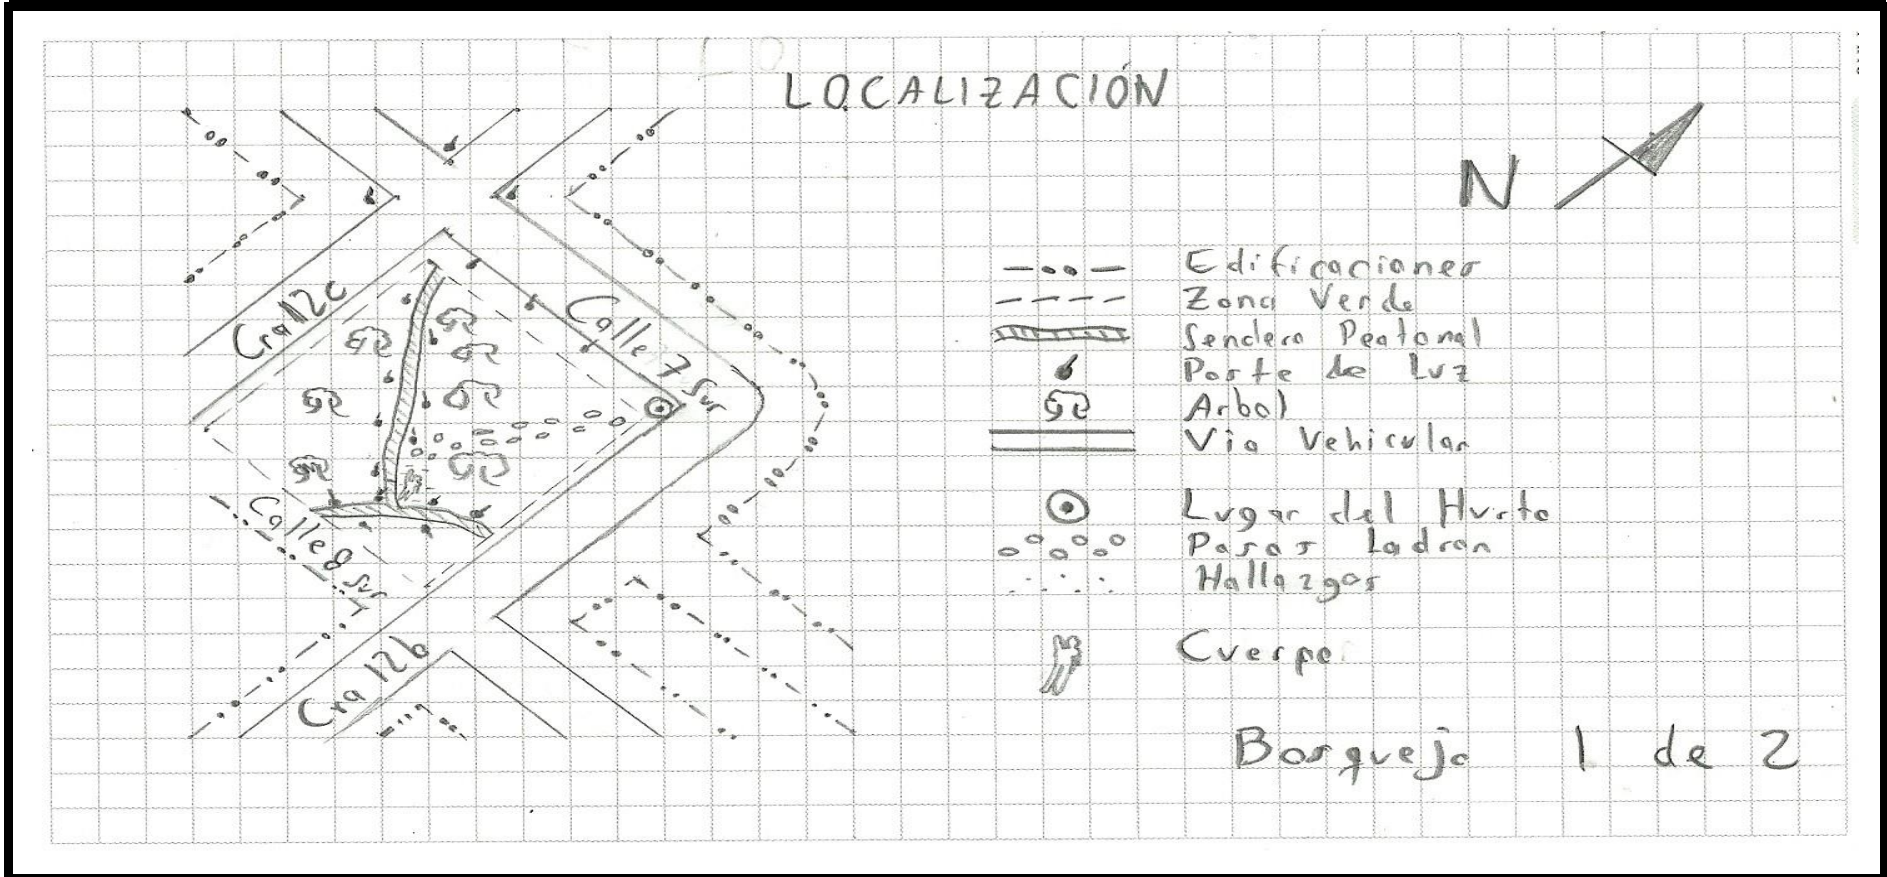 LOCALIZACIÓN
N
Cra 12c
Calle 7 sur
Calle 8 sur
Cra 12b
Edificaciones
Zona Verde
Sendero Peatonal
Poste de Luz
Arbol
Via Vehicular
Lugar del Hurto
Pasos Ladron
Hallazgos
Cuerpo
Bosquejo 1 de 2